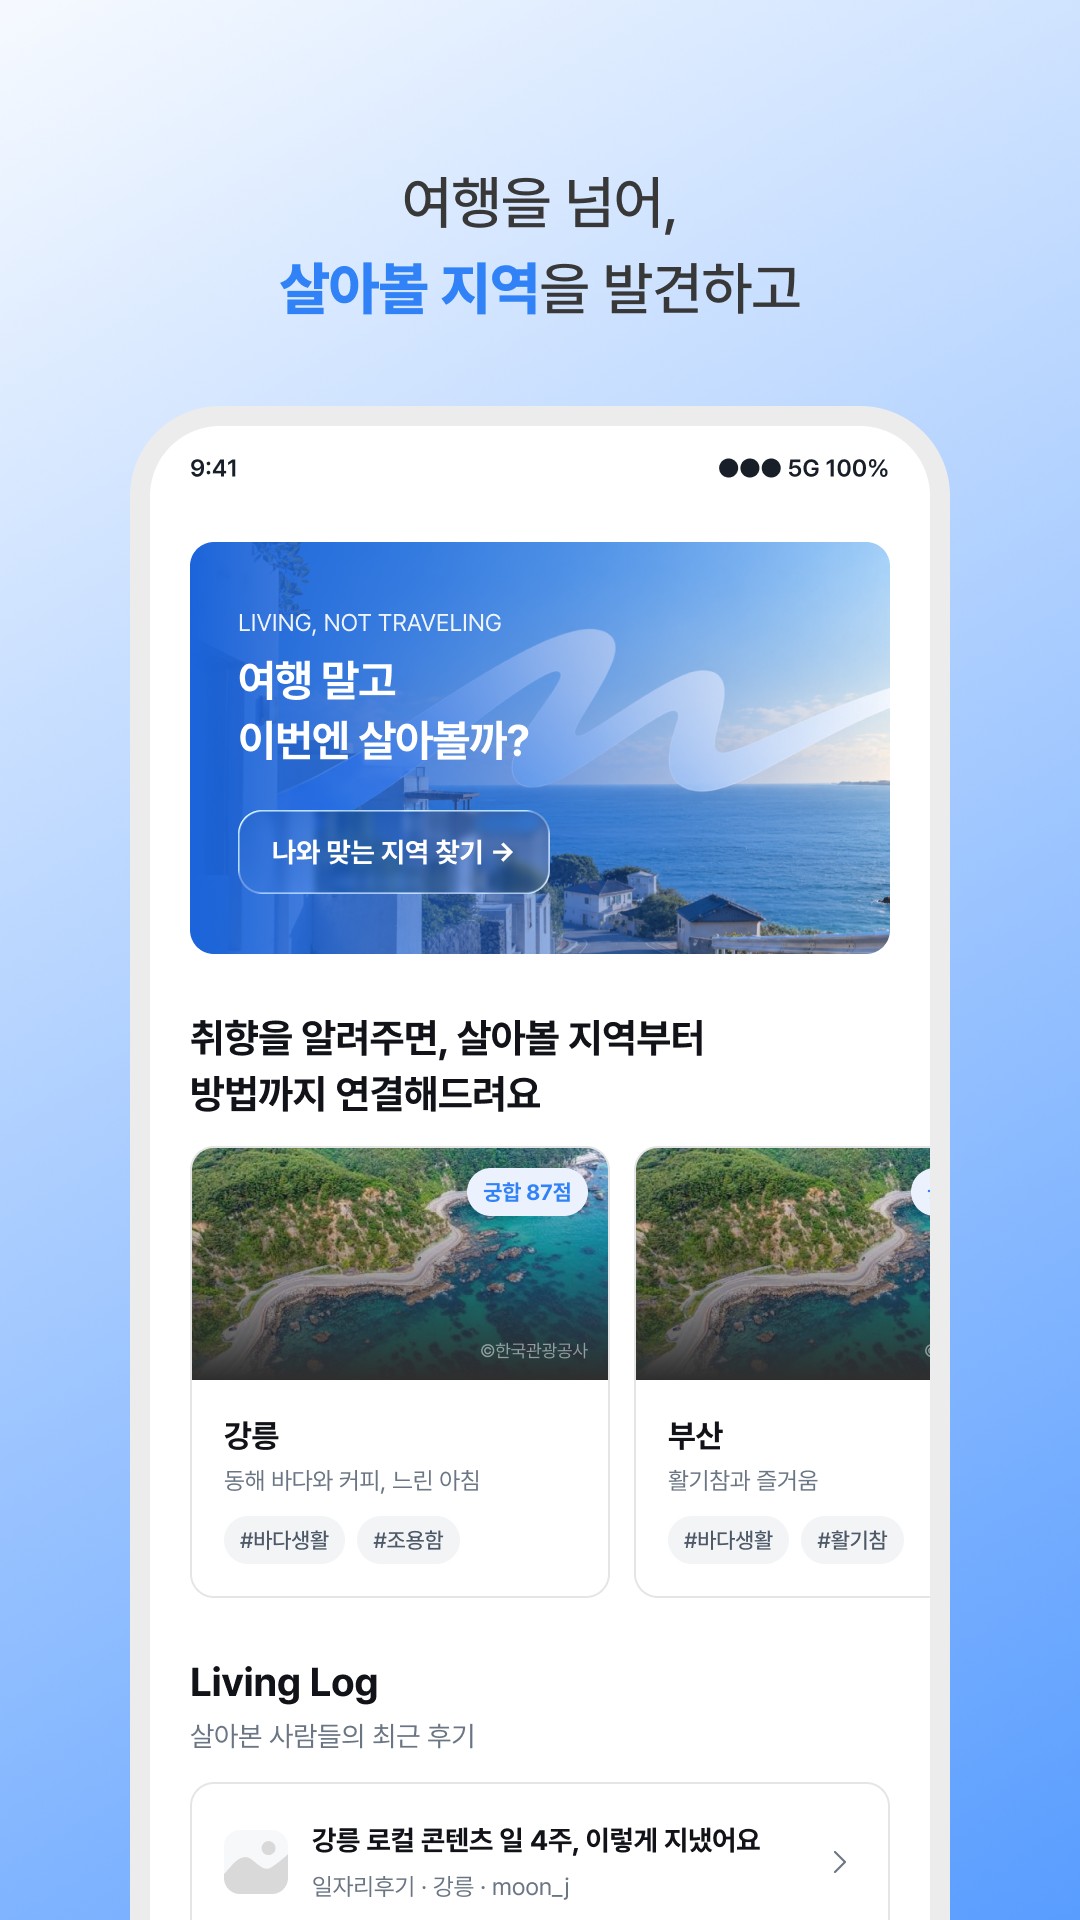 여행을 넘어,
살아볼 지역을 발견하고
9:41
5G 100%
LIVING, NOT TRAVELING
여행 말고
이번엔 살아볼까?
나와 맞는 지역 찾기 →
취향을 알려주면, 살아볼 지역부터
방법까지 연결해드려요
궁합 87점
©한국관광공사
강릉
동해 바다와 커피, 느린 아침
#바다생활 #조용함
부산
활기참과 즐거움
#바다생활 #활기참
Living Log
살아본 사람들의 최근 후기
강릉 로컬 콘텐츠 일 4주, 이렇게 지냈어요
일자리후기 · 강릉 · moon_j